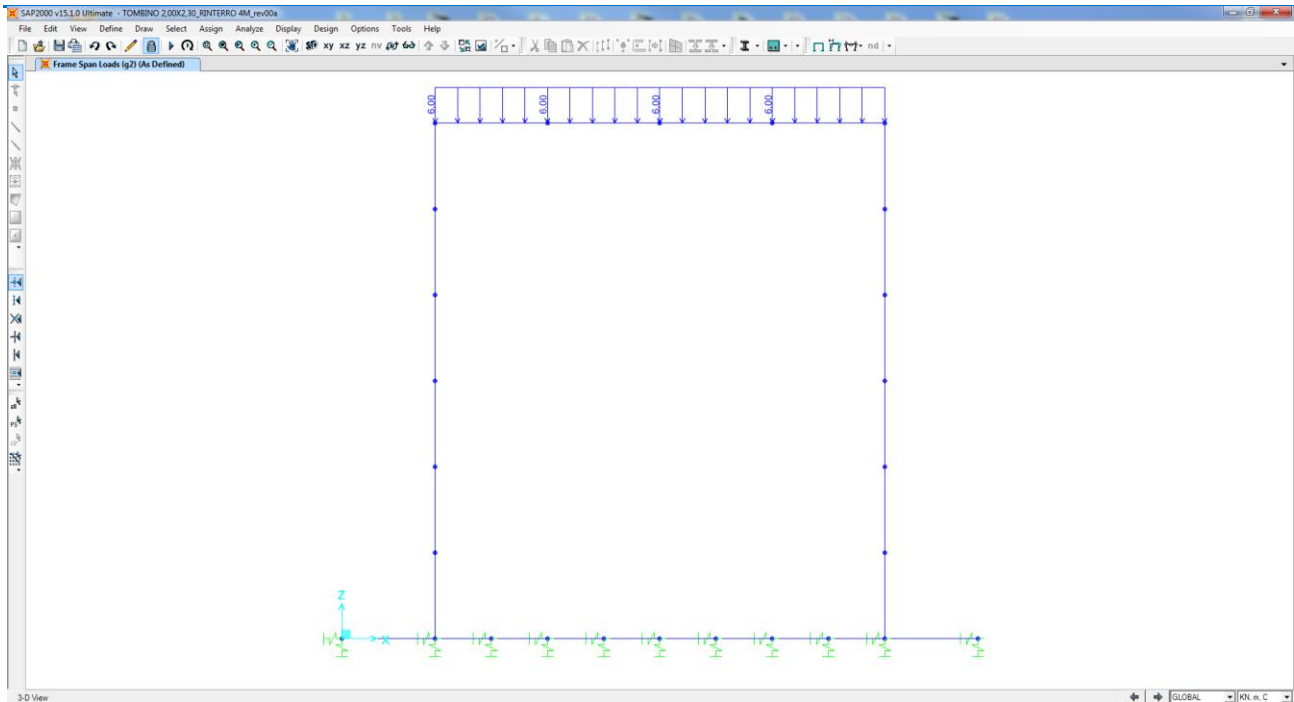 SAP2000 v15.1.0 Ultimate - TOMBINO 2,00X2,30_RINTERRO 4M_rev00a
File Edit View Define Draw Select Assign Analyze Display Design Options Tools Help
xy xz yz nv nd
Frame Span Loads (g2) (As Defined)
6.00 6.00 6.00 6.00
Z
X
3-D View GLOBAL KN, m, C